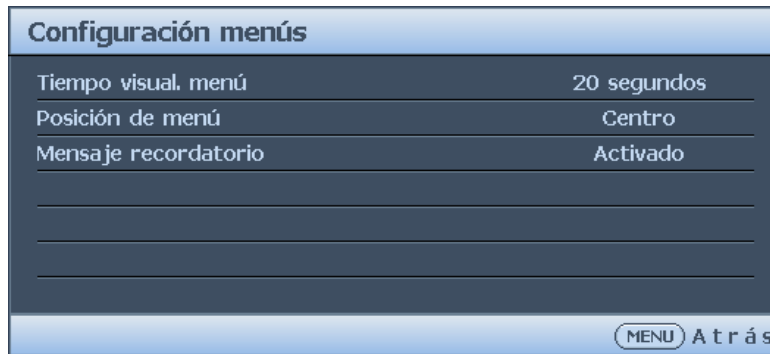 Configuración menús
Tiempo visual. menú 20 segundos
Posición de menú Centro
Mensaje recordatorio Activado
MENU Atrás